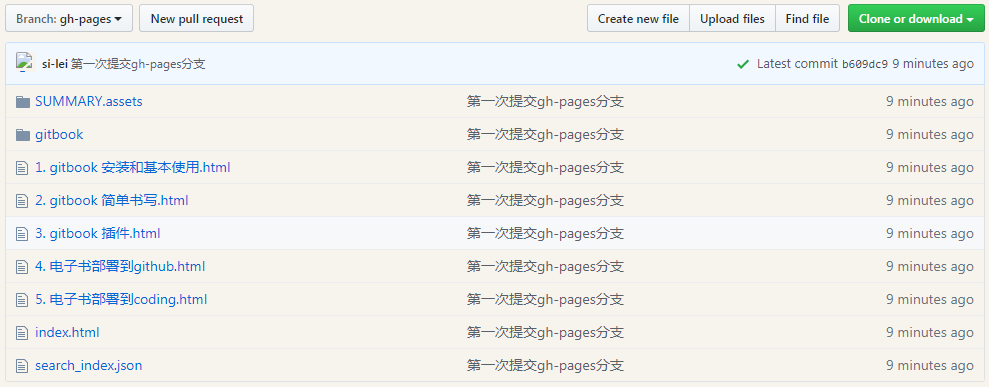 Branch: gh-pages New pull request Create new file Upload files Find file Clone or download
si-lei 第一次提交gh-pages分支 Latest commit b609dc9 9 minutes ago
SUMMARY.assets 第一次提交gh-pages分支 9 minutes ago
gitbook 第一次提交gh-pages分支 9 minutes ago
1. gitbook 安装和基本使用.html 第一次提交gh-pages分支 9 minutes ago
2. gitbook 简单书写.html 第一次提交gh-pages分支 9 minutes ago
3. gitbook 插件.html 第一次提交gh-pages分支 9 minutes ago
4. 电子书部署到github.html 第一次提交gh-pages分支 9 minutes ago
5. 电子书部署到coding.html 第一次提交gh-pages分支 9 minutes ago
index.html 第一次提交gh-pages分支 9 minutes ago
search_index.json 第一次提交gh-pages分支 9 minutes ago